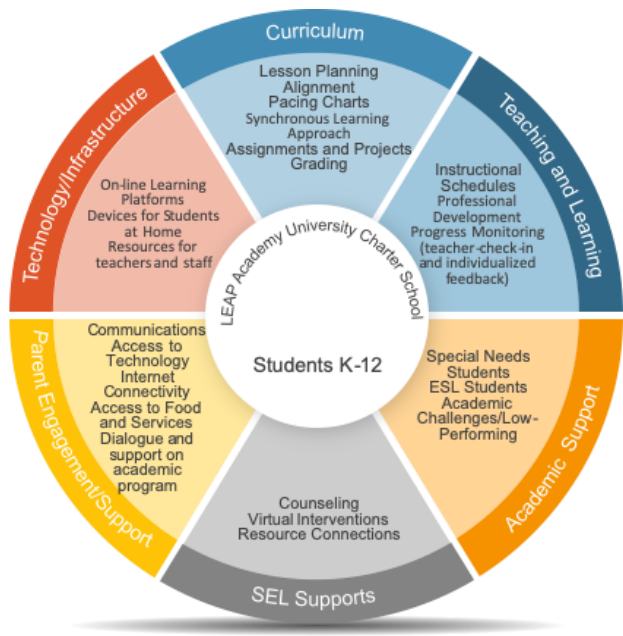 Curriculum
Lesson Planning
Alignment
Pacing Charts
Synchronous Learning
Approach
Assignments and Projects
Grading
Teaching and Learning
Instructional
Schedules
Professional
Development
Progress Monitoring
(teacher-check-in
and individualized
feedback)
Technology/Infrastructure
On-line Learning
Platforms
Devices for Students
at Home
Resources for
teachers and staff
LEAP Academy University Charter School
Students K-12
Parent Engagement/Support
Communications
Access to
Technology
Internet
Connectivity
Access to Food
and Services
Dialogue and
support on
academic
program
Academic Support
Special Needs
Students
ESL Students
Academic
Challenges/Low-
Performing
Counseling
Virtual Interventions
Resource Connections
SEL Supports